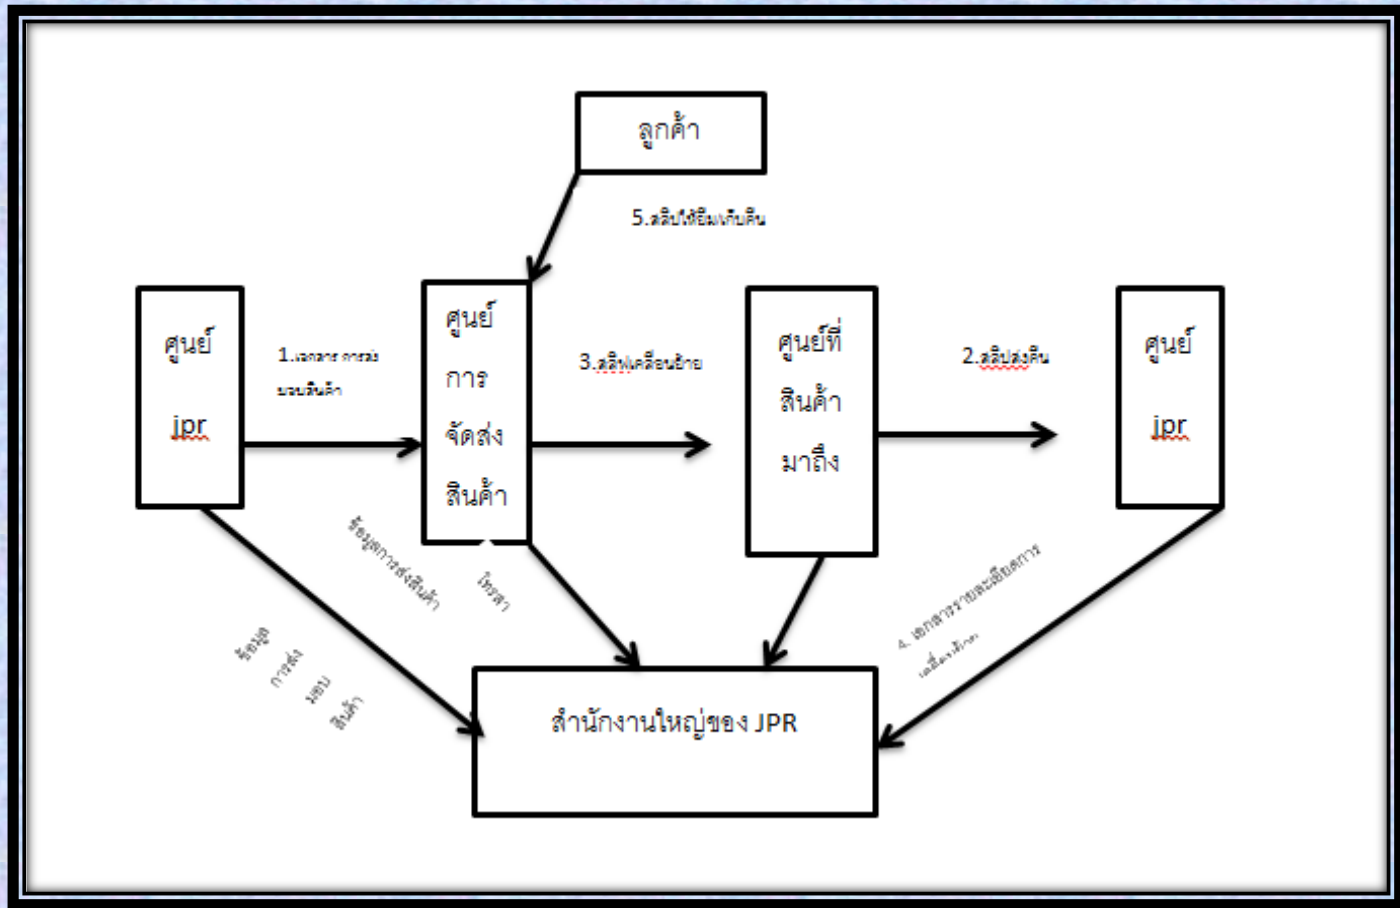 ลูกค้า
5.สลิปให้ยืม/เก็บคืน
ศูนย์
jpr
1.เอกสาร การส่ง
มอบสินค้า
ศูนย์
การ
จัดส่ง
สินค้า
3.สลิฟเคลื่อนย้าย
ศูนย์ที่
สินค้า
มาถึง
2.สลิปส่งคืน
ศูนย์
jpr
ข้อมูลการส่งสินค้า
โทรสา
ข้อมูล
การส่ง
มอบ
สินค้า
4. เอกสารรายละเอียดการ
สำนักงานใหญ่ของ JPR